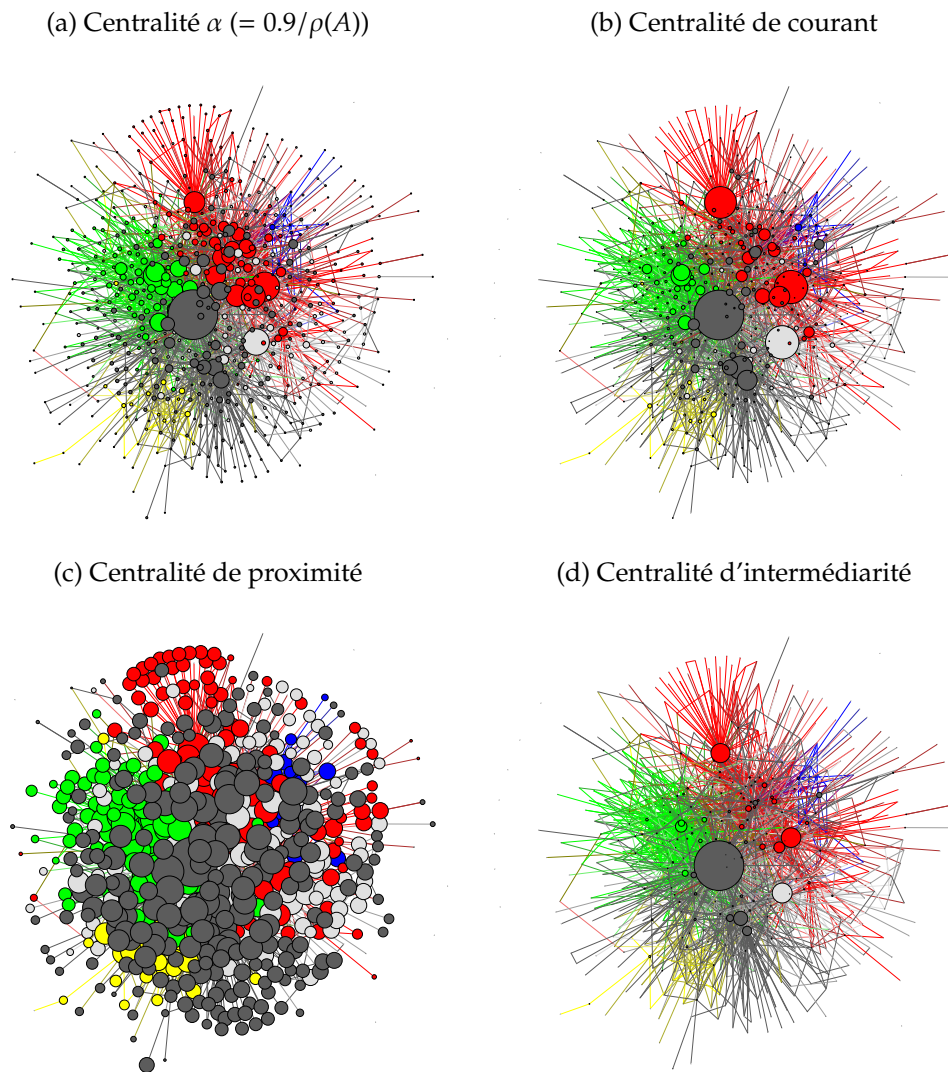 (a) Centralité α (= 0.9/ρ(A))
(b) Centralité de courant
(c) Centralité de proximité
(d) Centralité d'intermédiarité